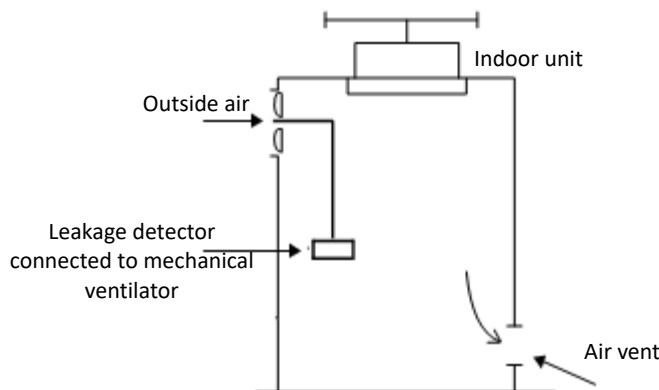 Indoor unit
Outside air
Leakage detector
connected to mechanical
ventilator
Air vent